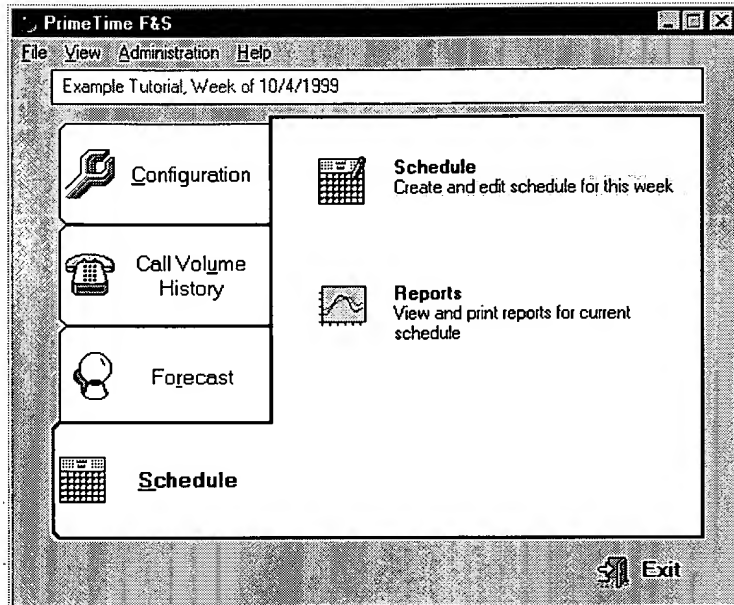 PrimeTime F&S
File View Administration Help
Example Tutorial, Week of 10/4/1999
Configuration
Call Volume
History
Forecast
Schedule
Schedule
Create and edit schedule for this week
Reports
View and print reports for current
schedule
Exit